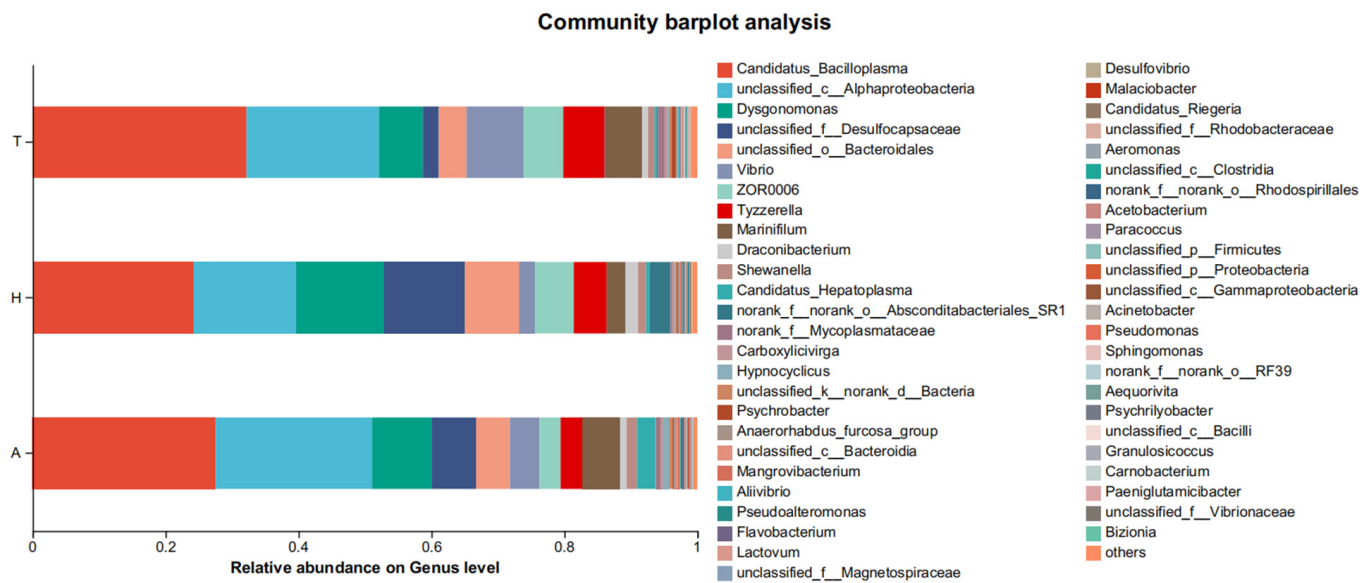 Community barplot analysis
T
H
A
0
0.2
0.4
0.6
0.8
1
Relative abundance on Genus level
Candidatus_Bacilloplasma
unclassified_c__Alphaproteobacteria
Dysgonomonas
unclassified_f__Desulfocapsaceae
unclassified_o__Bacteroidales
Vibrio
ZOR0006
Tyzzerella
Marinifilum
Draconibacterium
Shewanella
Candidatus_Hepatoplasma
norank_f__norank_o__Absconditabacteriales_SR1
norank_f__Mycoplasmataceae
Carboxylicivirga
Hypnocyclicus
unclassified_k__norank_d__Bacteria
Psychrobacter
Anaerorhabdus_furcosa_group
unclassified_c__Bacteroidia
Mangrovibacterium
Aliivibrio
Pseudoalteromonas
Flavobacterium
Lactovum
unclassified_f__Magnetospiraceae
Desulfovibrio
Malaciobacter
Candidatus_Riegeria
unclassified_f__Rhodobacteraceae
Aeromonas
unclassified_c__Clostridia
norank_f__norank_o__Rhodospirillales
Acetobacterium
Paracoccus
unclassified_p__Firmicutes
unclassified_p__Proteobacteria
unclassified_c__Gammaproteobacteria
Acinetobacter
Pseudomonas
Sphingomonas
norank_f__norank_o__RF39
Aequorivita
Psychrilyobacter
unclassified_c__Bacilli
Granulosicoccus
Carnobacterium
Paeniglutamicibacter
unclassified_f__Vibrionaceae
Bizionia
others